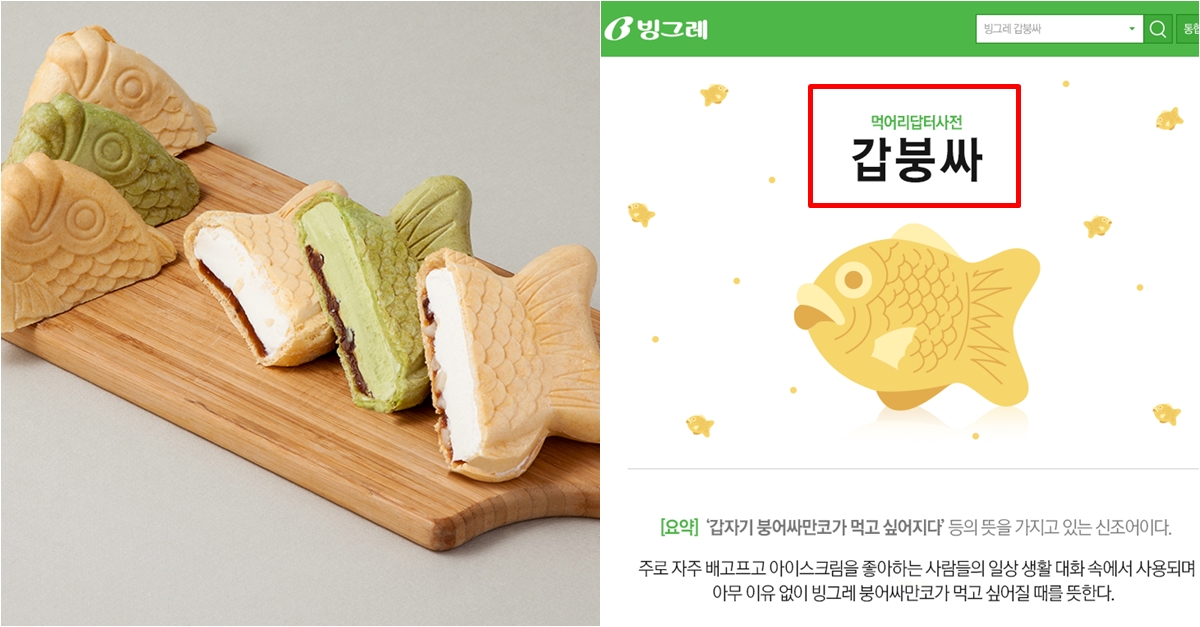 빙그레
빙그레 갑붕싸
통합
먹어리답터사전
갑붕싸
[요약] ‘갑자기 붕어싸만코가 먹고 싶어지다’ 등의 뜻을 가지고 있는 신조어이다.
주로 자주 배고프고 아이스크림을 좋아하는 사람들의 일상 생활 대화 속에서 사용되며
아무 이유 없이 빙그레 붕어싸만코가 먹고 싶어질 때를 뜻한다.